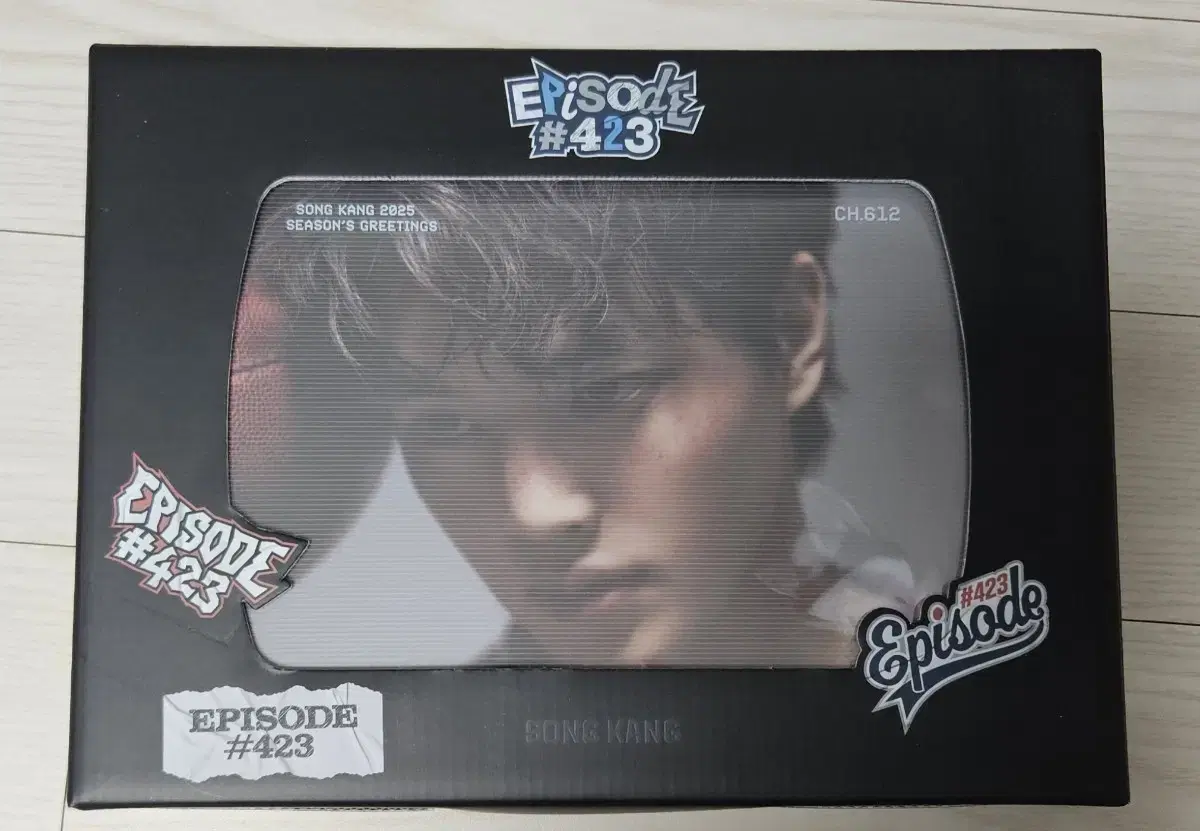 EPiSOdE
#423
SONG KANG 2025
SEASON'S GREETINGS
CH.612
EPISODE
#423
#423
Episode
EPISODE
#423
SONG KANG